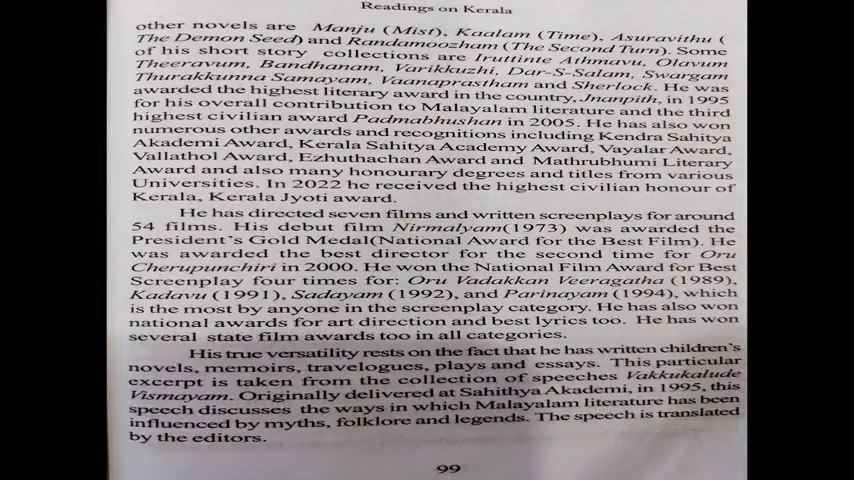 Readings on Kerala
other novels are Manju (Mist), Kaalam (Time), Asuravithu (
The Demon Seed) and Randamoozham (The Second Turn). Some
of his short story collections are Iruttinte Athmavu, Olavum
Theeravum, Bandhanam, Varikkuzhi, Dar-S-Salam, Swargam
Thurakkunna Samayam, Vaanaprastham and Sherlock. He was
awarded the highest literary award in the country, Jnanpith, in 1995
for his overall contribution to Malayalam literature and the third
highest civilian award Padmabhushan in 2005. He has also won
numerous other awards and recognitions including Kendra Sahitya
Akademi Award, Kerala Sahitya Academy Award, Vayalar Award,
Vallathol Award, Ezhuthachan Award and Mathrubhumi Literary
Award and also many honourary degrees and titles from various
Universities. In 2022 he received the highest civilian honour of
Kerala, Kerala Jyoti award.
He has directed seven films and written screenplays for around
54 films. His debut film Nirmalyam(1973) was awarded the
President's Gold Medal(National Award for the Best Film). He
was awarded the best director for the second time for Oru
Cherupunchiri in 2000. He won the National Film Award for Best
Screenplay four times for: Oru Vadakkan Veeragatha (1989),
Kadavu (1991), Sadayam (1992), and Parinayam (1994), which
is the most by anyone in the screenplay category. He has also won
national awards for art direction and best lyrics too. He has won
several state film awards too in all categories.
His true versatility rests on the fact that he has written children's
novels, memoirs, travelogues, plays and essays. This particular
excerpt is taken from the collection of speeches Vakkukalude
Vismayam. Originally delivered at Sahithya Akademi, in 1995, this
speech discusses the ways in which Malayalam literature has been
influenced by myths, folklore and legends. The speech is translated
by the editors.
99